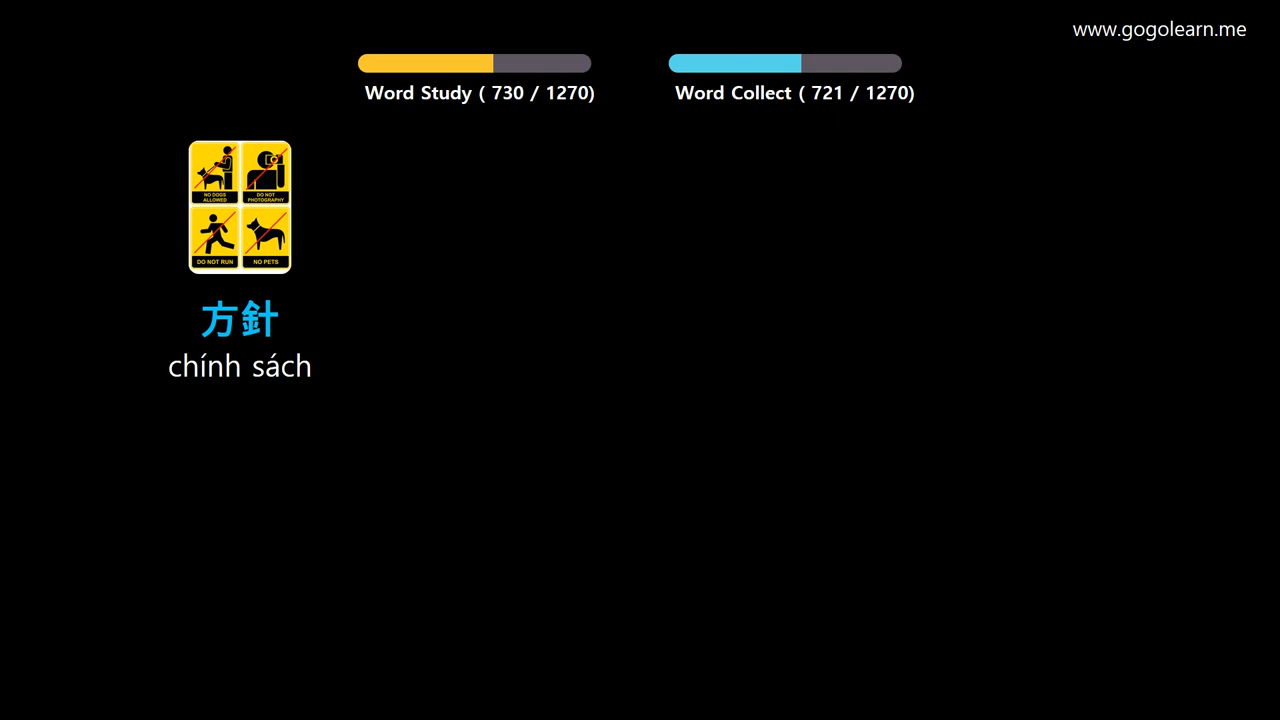 www.gogolearn.me
Word Study ( 730 / 1270)
Word Collect ( 721 / 1270)
NO DOGS
ALLOWED
DO NOT
PHOTOGRAPHY
DO NOT RUN
NO PETS
方針
chính sách